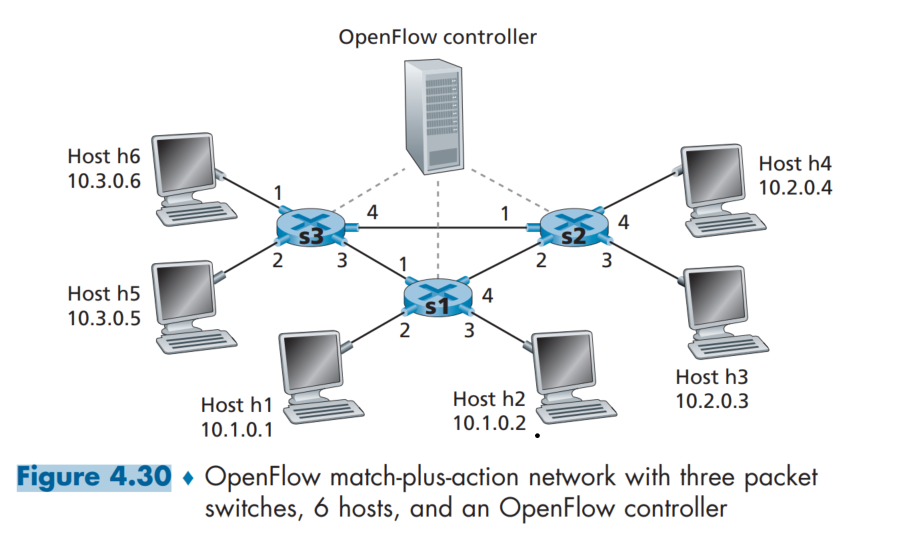 OpenFlow controller
Host h6
10.3.0.6
Host h4
10.2.0.4
1
4
1
4
s3
s2
2
3
1
2
3
Host h5
10.3.0.5
s1
4
2
3
Host h3
10.2.0.3
Host h1
10.1.0.1
Host h2
10.1.0.2
Figure 4.30 ♦ OpenFlow match-plus-action network with three packet
switches, 6 hosts, and an OpenFlow controller